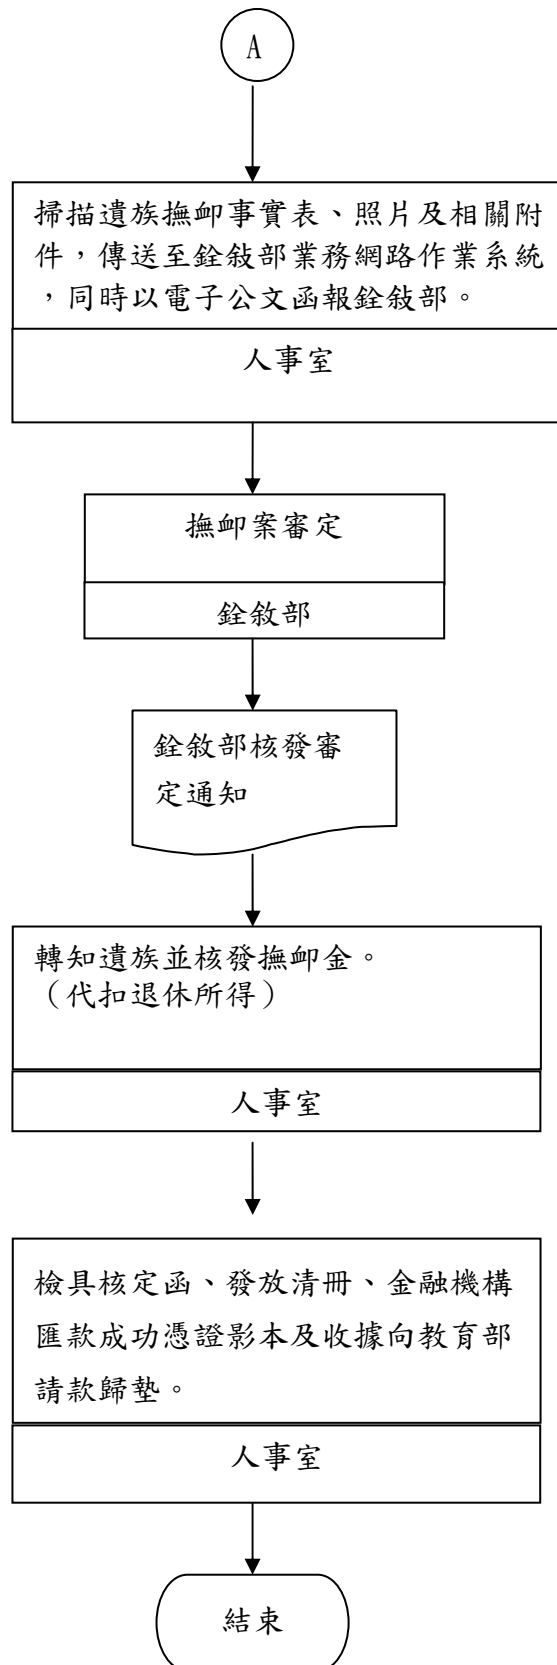 A
掃描遺族撫卹事實表、照片及相關附
件，傳送至銓敍部業務網路作業系統
，同時以電子公文函報銓敍部。
人事室
撫卹案審定
銓敘部
銓敘部核發審
定通知
轉知遺族並核發撫卹金。
（代扣退休所得）
人事室
檢具核定函、發放清冊、金融機構
匯款成功憑證影本及收據向教育部
請款歸墊。
人事室
結束